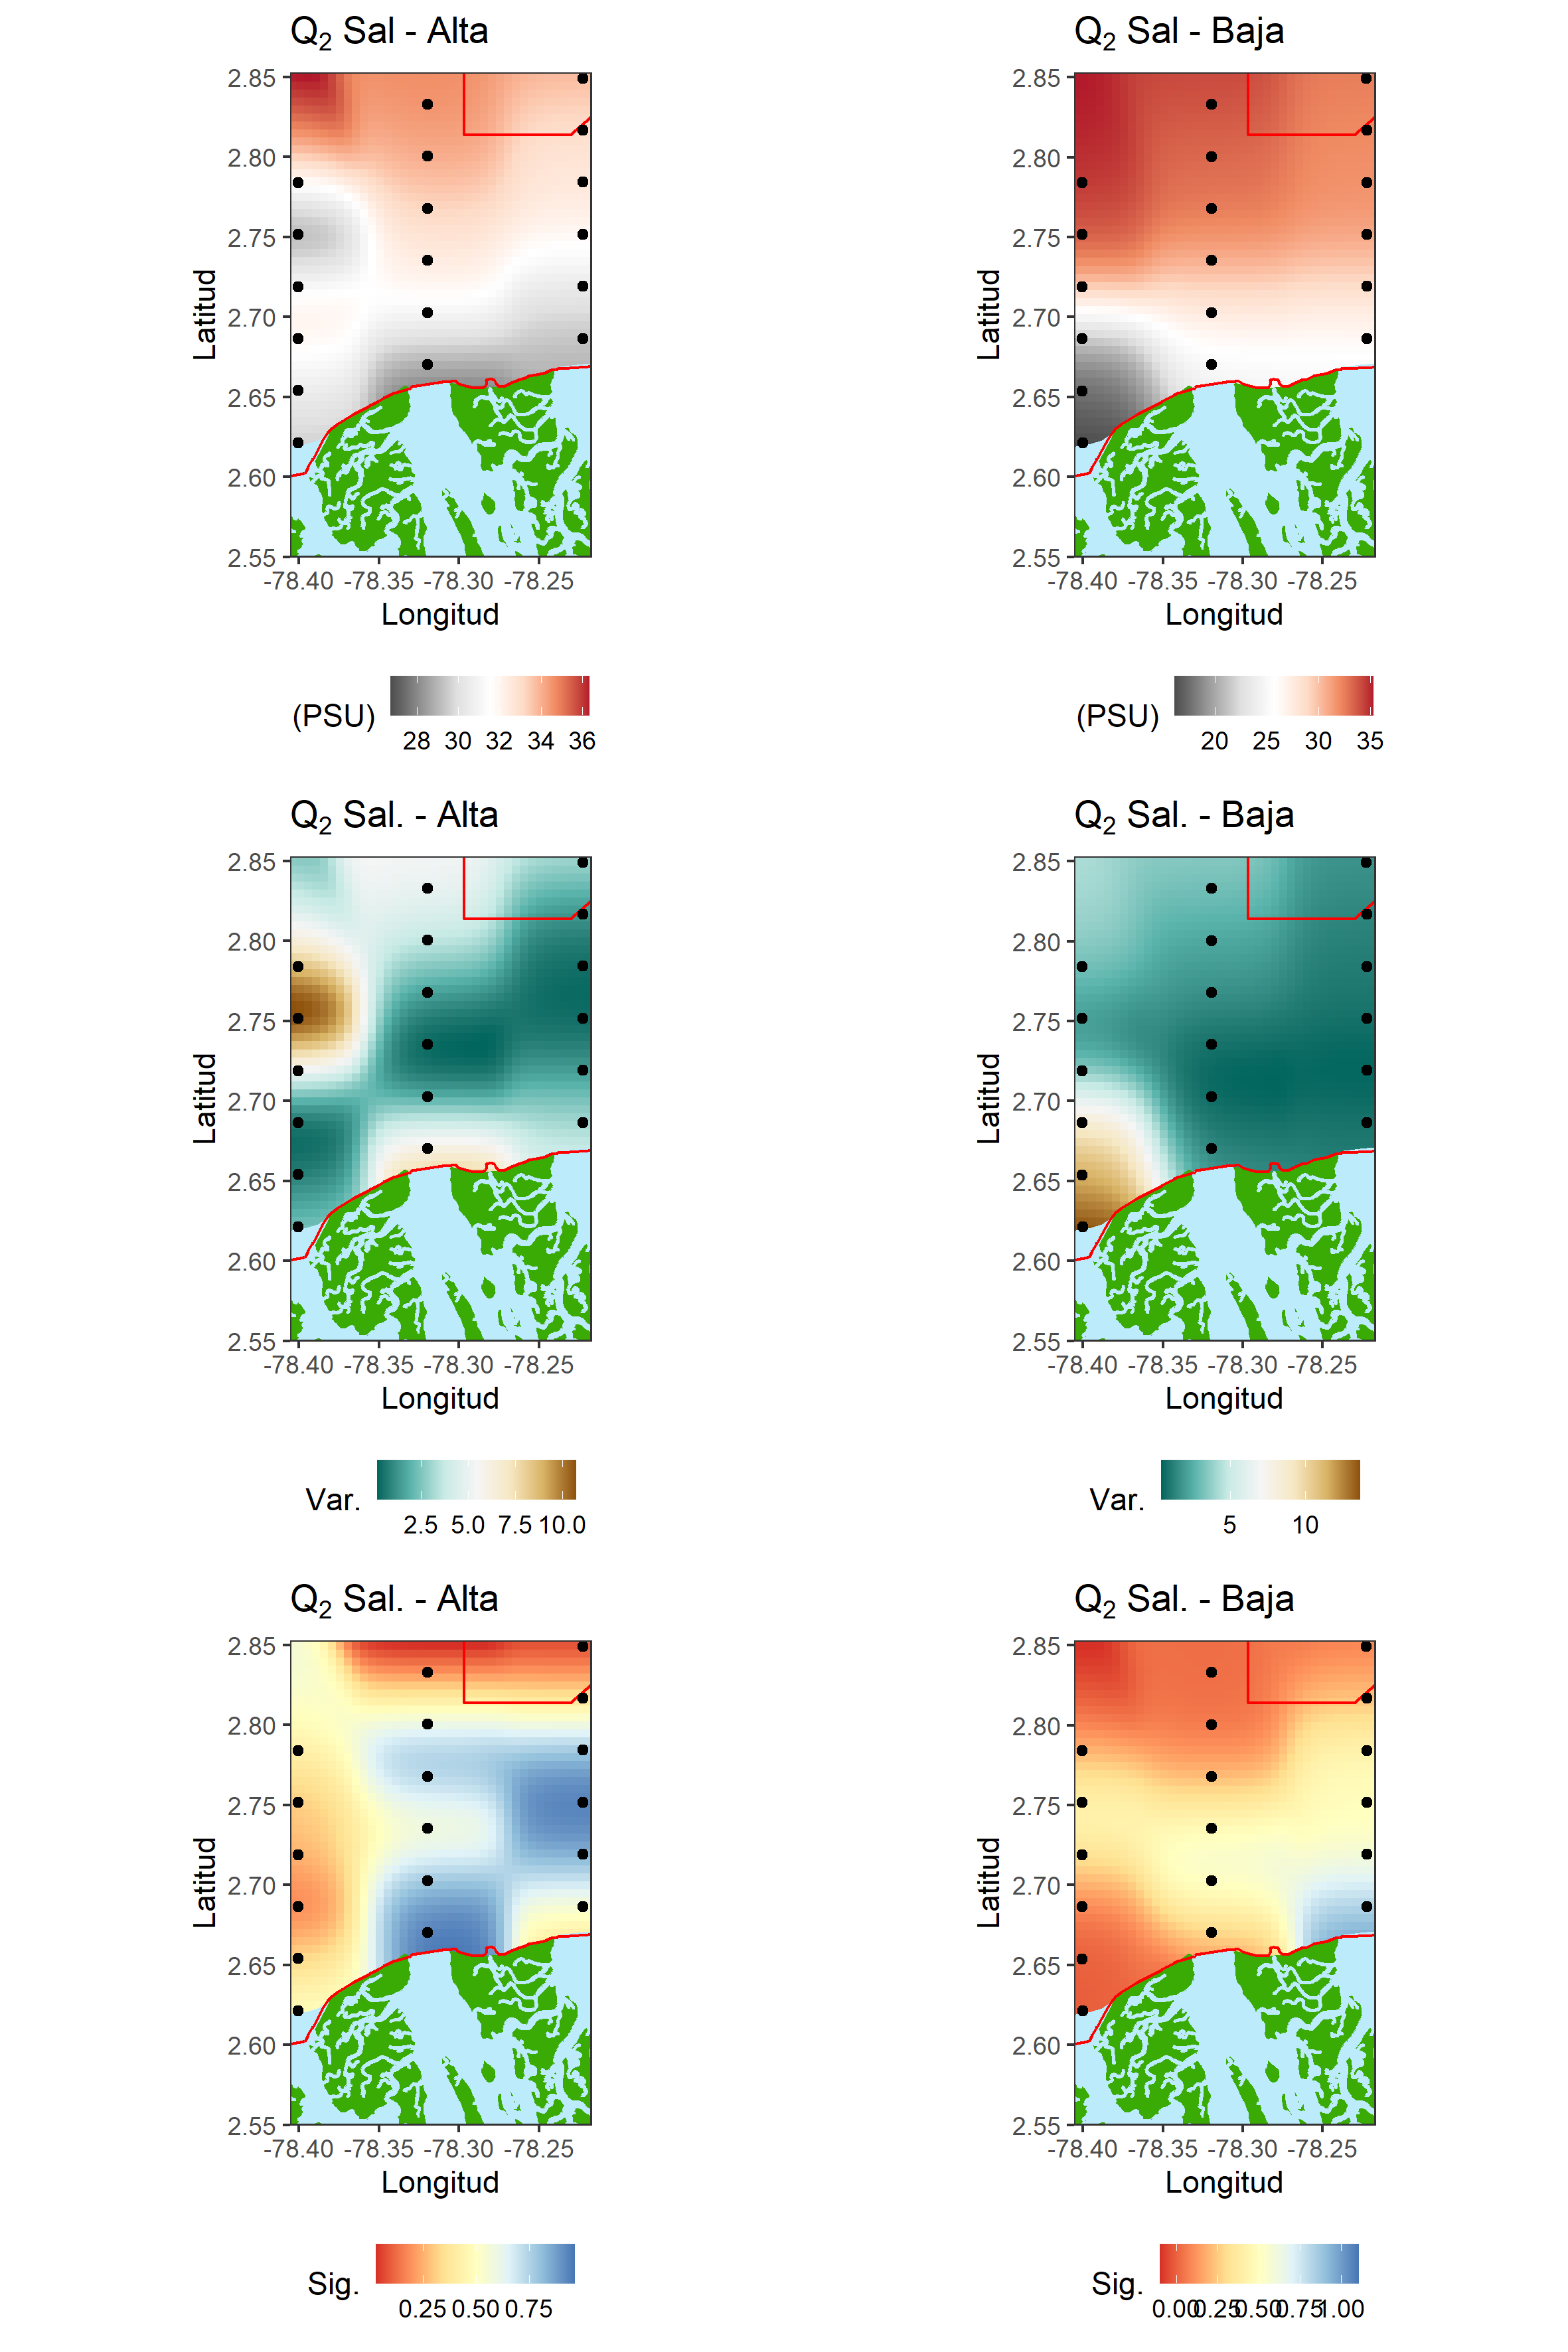 Q2 Sal - Alta
Q2 Sal - Baja
2.85
2.80
2.75
2.70
2.65
2.60
2.55
Latitud
-78.40 -78.35 -78.30 -78.25
Longitud
2.85
2.80
2.75
2.70
2.65
2.60
2.55
Latitud
-78.40 -78.35 -78.30 -78.25
Longitud
(PSU)
28 30 32 34 36
(PSU)
20 25 30 35
Q2 Sal. - Alta
Q2 Sal. - Baja
2.85
2.80
2.75
2.70
2.65
2.60
2.55
Latitud
-78.40 -78.35 -78.30 -78.25
Longitud
2.85
2.80
2.75
2.70
2.65
2.60
2.55
Latitud
-78.40 -78.35 -78.30 -78.25
Longitud
Var.
2.5 5.0 7.5 10.0
Var.
5 10
Q2 Sal. - Alta
Q2 Sal. - Baja
2.85
2.80
2.75
2.70
2.65
2.60
2.55
Latitud
-78.40 -78.35 -78.30 -78.25
Longitud
2.85
2.80
2.75
2.70
2.65
2.60
2.55
Latitud
-78.40 -78.35 -78.30 -78.25
Longitud
Sig.
0.25 0.50 0.75
Sig.
0.00 0.25 0.50 0.75 1.00